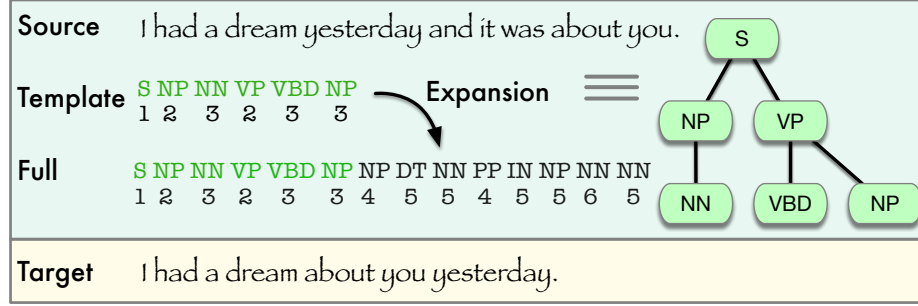 Source I had a dream yesterday and it was about you.
Template S NP NN VP VBD NP Expansion
1 2 3 2 3 3
Full S NP NN VP VBD NP NP DT NN PP IN NP NN NN
1 2 3 2 3 3 4 5 5 4 5 5 6 5
S
NP VP
NN VBD NP
Target I had a dream about you yesterday.